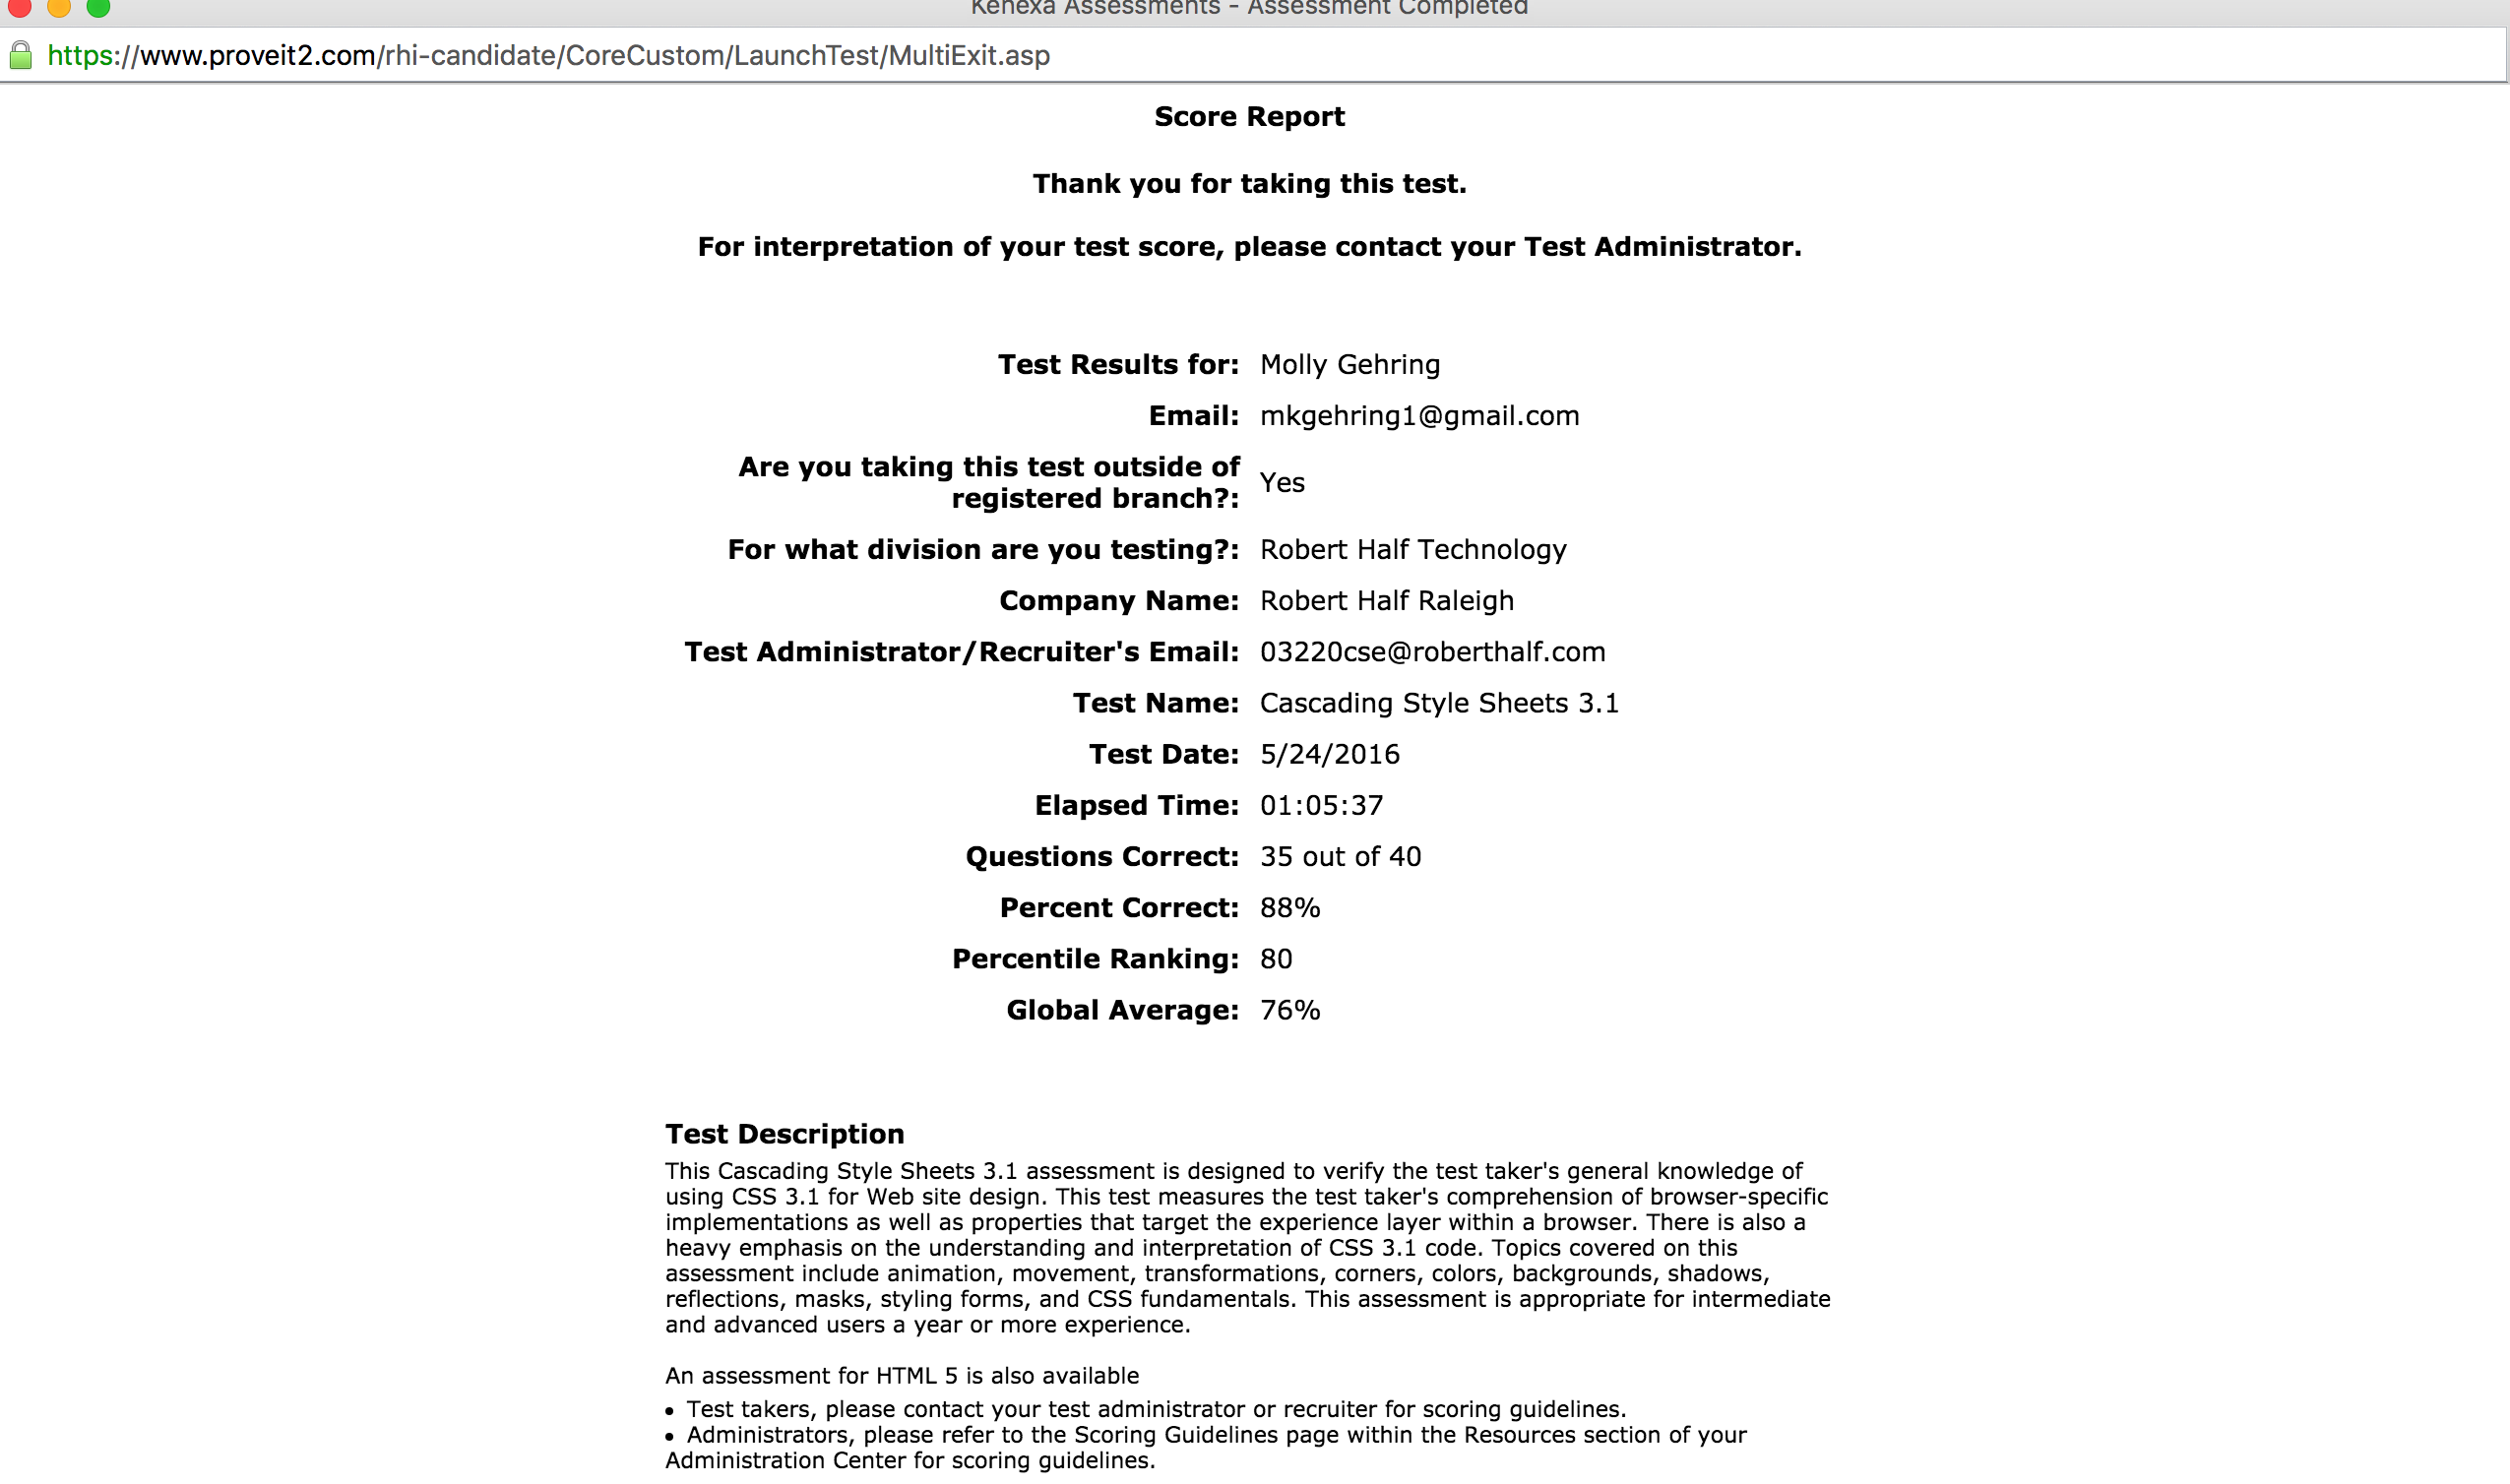 Kenexa Assessments - Assessment Completed
https://www.proveit2.com/rhi-candidate/CoreCustom/LaunchTest/MultiExit.asp
Score Report
Thank you for taking this test.
For interpretation of your test score, please contact your Test Administrator.
Test Results for: Molly Gehring
Email: mkgehring1@gmail.com
Are you taking this test outside of
registered branch?: Yes
For what division are you testing?: Robert Half Technology
Company Name: Robert Half Raleigh
Test Administrator/Recruiter's Email: 03220cse@roberthalf.com
Test Name: Cascading Style Sheets 3.1
Test Date: 5/24/2016
Elapsed Time: 01:05:37
Questions Correct: 35 out of 40
Percent Correct: 88%
Percentile Ranking: 80
Global Average: 76%
Test Description
This Cascading Style Sheets 3.1 assessment is designed to verify the test taker's general knowledge of
using CSS 3.1 for Web site design. This test measures the test taker's comprehension of browser-specific
implementations as well as properties that target the experience layer within a browser. There is also a
heavy emphasis on the understanding and interpretation of CSS 3.1 code. Topics covered on this
assessment include animation, movement, transformations, corners, colors, backgrounds, shadows,
reflections, masks, styling forms, and CSS fundamentals. This assessment is appropriate for intermediate
and advanced users a year or more experience.
An assessment for HTML 5 is also available
• Test takers, please contact your test administrator or recruiter for scoring guidelines.
• Administrators, please refer to the Scoring Guidelines page within the Resources section of your
Administration Center for scoring guidelines.